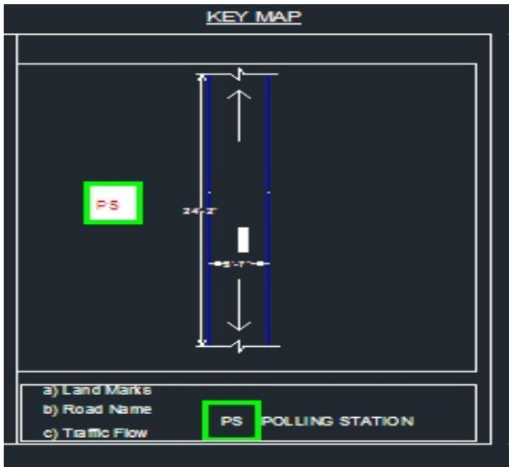 KEY MAP
PS
24'-2"
5'-7"
a) Land Marks
b) Road Name
c) Traffic Flow
PS POLLING STATION